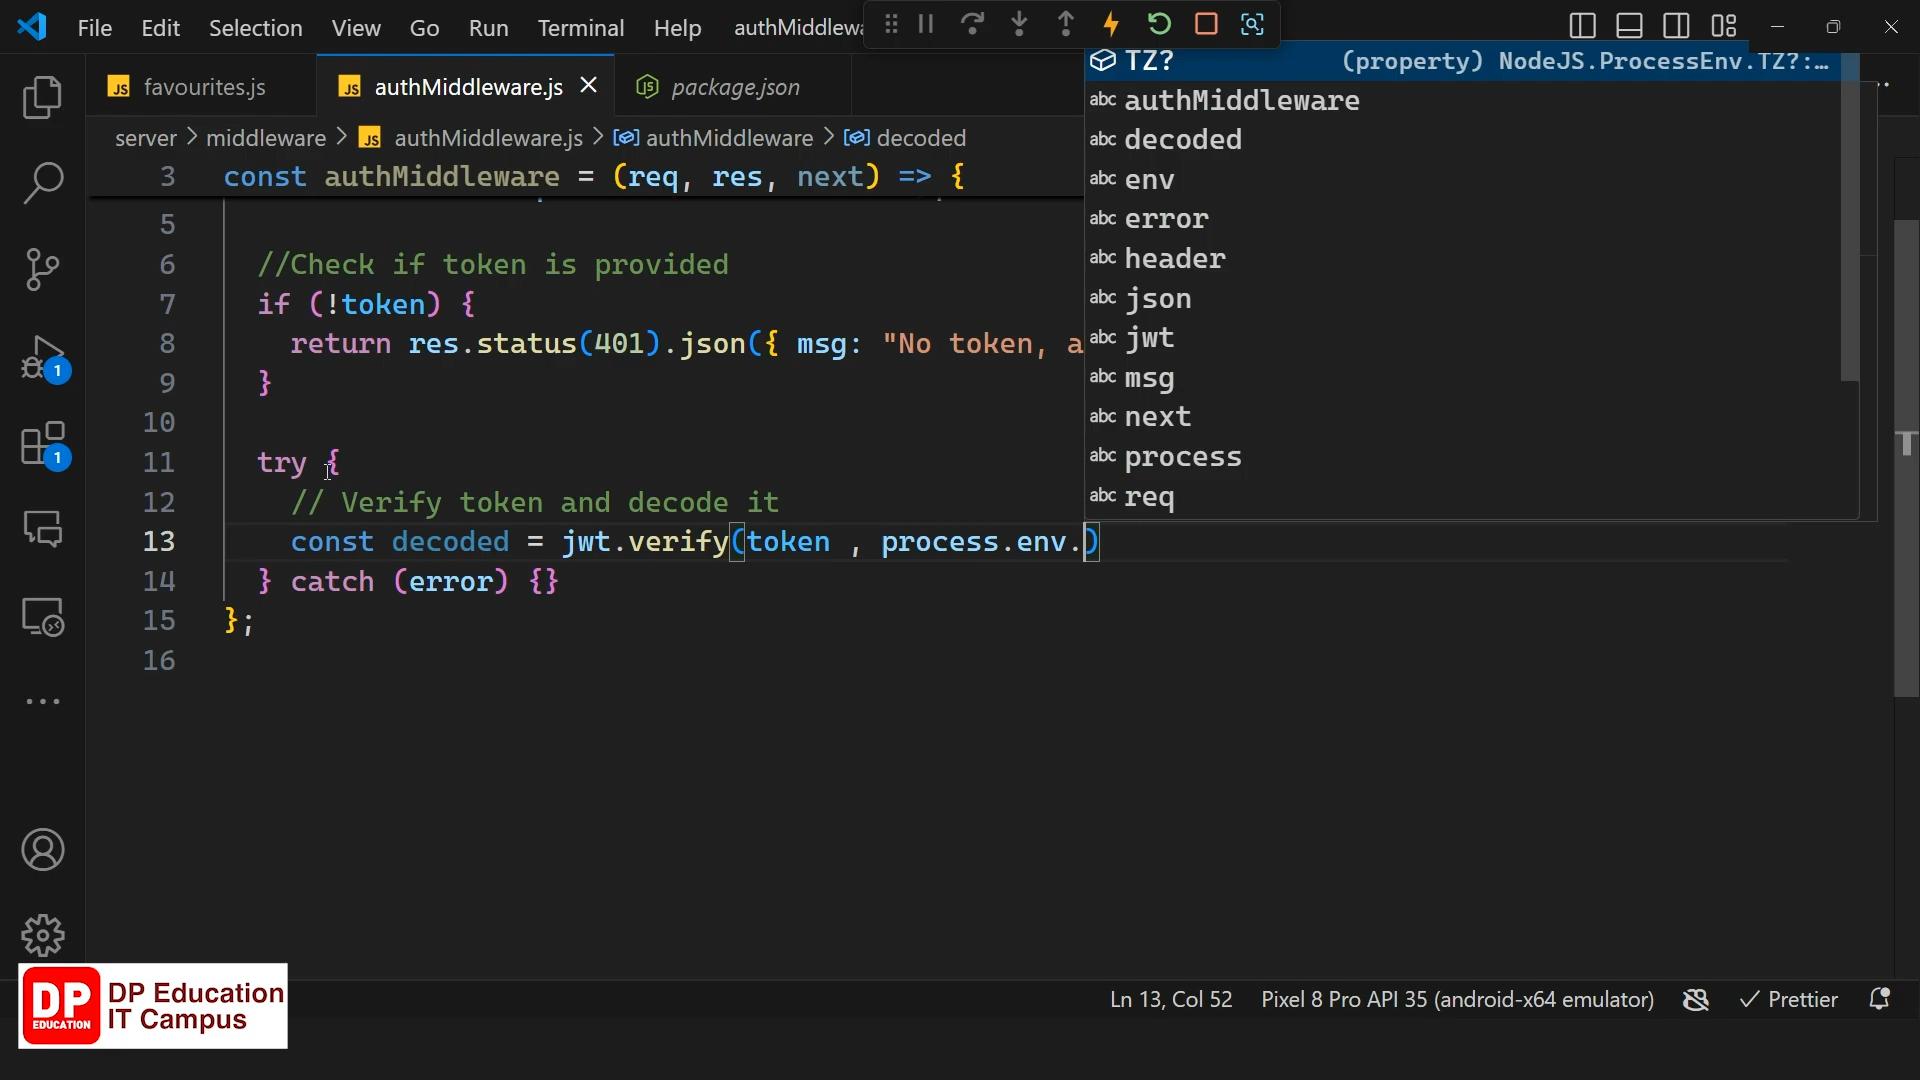 File Edit Selection View Go Run Terminal Help authMiddlewa
favourites.js authMiddleware.js package.json
server > middleware > authMiddleware.js > authMiddleware > decoded
3 const authMiddleware = (req, res, next) => {
5
6 //Check if token is provided
7 if (!token) {
8 return res.status(401).json({ msg: "No token, a
9 }
10
11 try {
12 // Verify token and decode it
13 const decoded = jwt.verify(token , process.env.)
14 } catch (error) {}
15 };
16
TZ? (property) NodeJS.ProcessEnv.TZ?:…
abc authMiddleware
abc decoded
abc env
abc error
abc header
abc json
abc jwt
abc msg
abc next
abc process
abc req
1
1
DP EDUCATION
DP Education
IT Campus
Ln 13, Col 52 Pixel 8 Pro API 35 (android-x64 emulator) Prettier